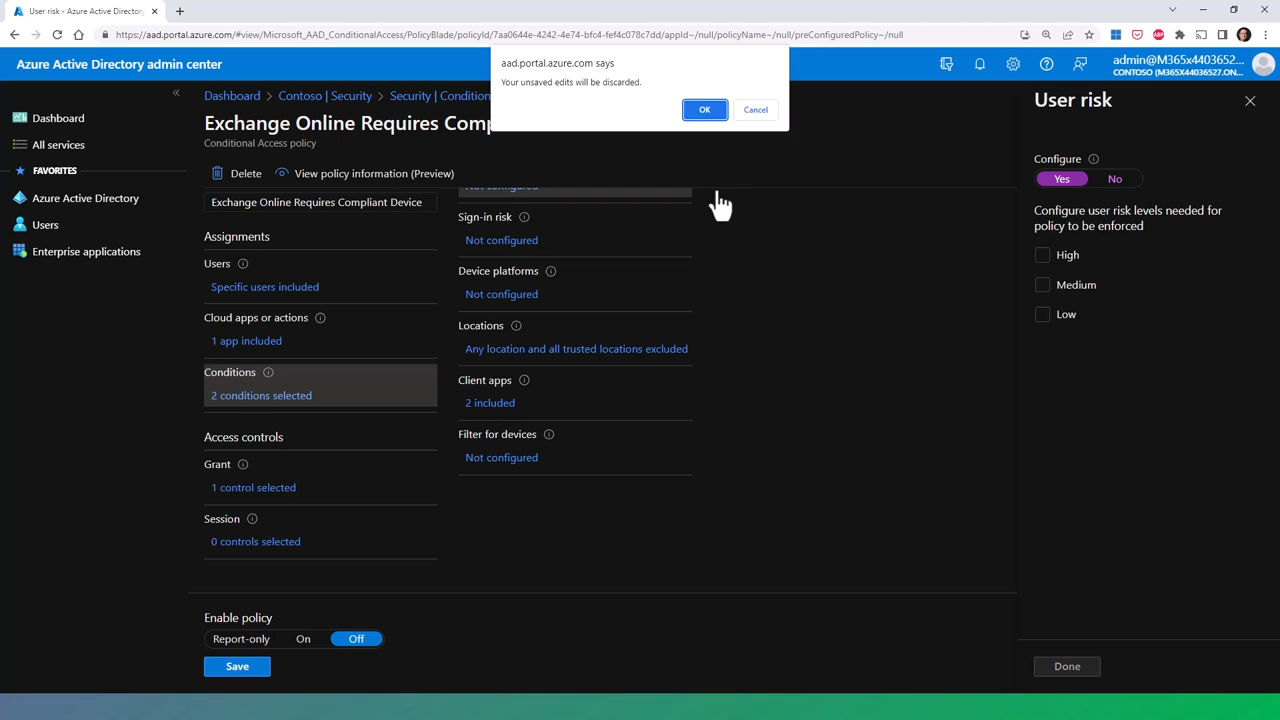 User risk - Azure Active Directory
https://aad.portal.azure.com/#view/Microsoft_AAD_ConditionalAccess/PolicyBlade/policyId/7aa0644e-4242-4e74-bfc4-fef4c078c7dd/appId~/null/policyName~/null/preConfiguredPolicy~/null
Azure Active Directory admin center
admin@M365x4403652...
CONTOSO (M365X44036527.ON...
aad.portal.azure.com says
Your unsaved edits will be discarded.
OK
Cancel
Dashboard
All services
FAVORITES
Azure Active Directory
Users
Enterprise applications
Dashboard > Contoso | Security > Security | Condition
Exchange Online Requires Comp
Conditional Access policy
Delete
View policy information (Preview)
Exchange Online Requires Compliant Device
Assignments
Users
Specific users included
Cloud apps or actions
1 app included
Conditions
2 conditions selected
Access controls
Grant
1 control selected
Session
0 controls selected
Not configured
Sign-in risk
Not configured
Device platforms
Not configured
Locations
Any location and all trusted locations excluded
Client apps
2 included
Filter for devices
Not configured
Enable policy
Report-only
On
Off
Save
User risk
Configure
Yes
No
Configure user risk levels needed for
policy to be enforced
High
Medium
Low
Done